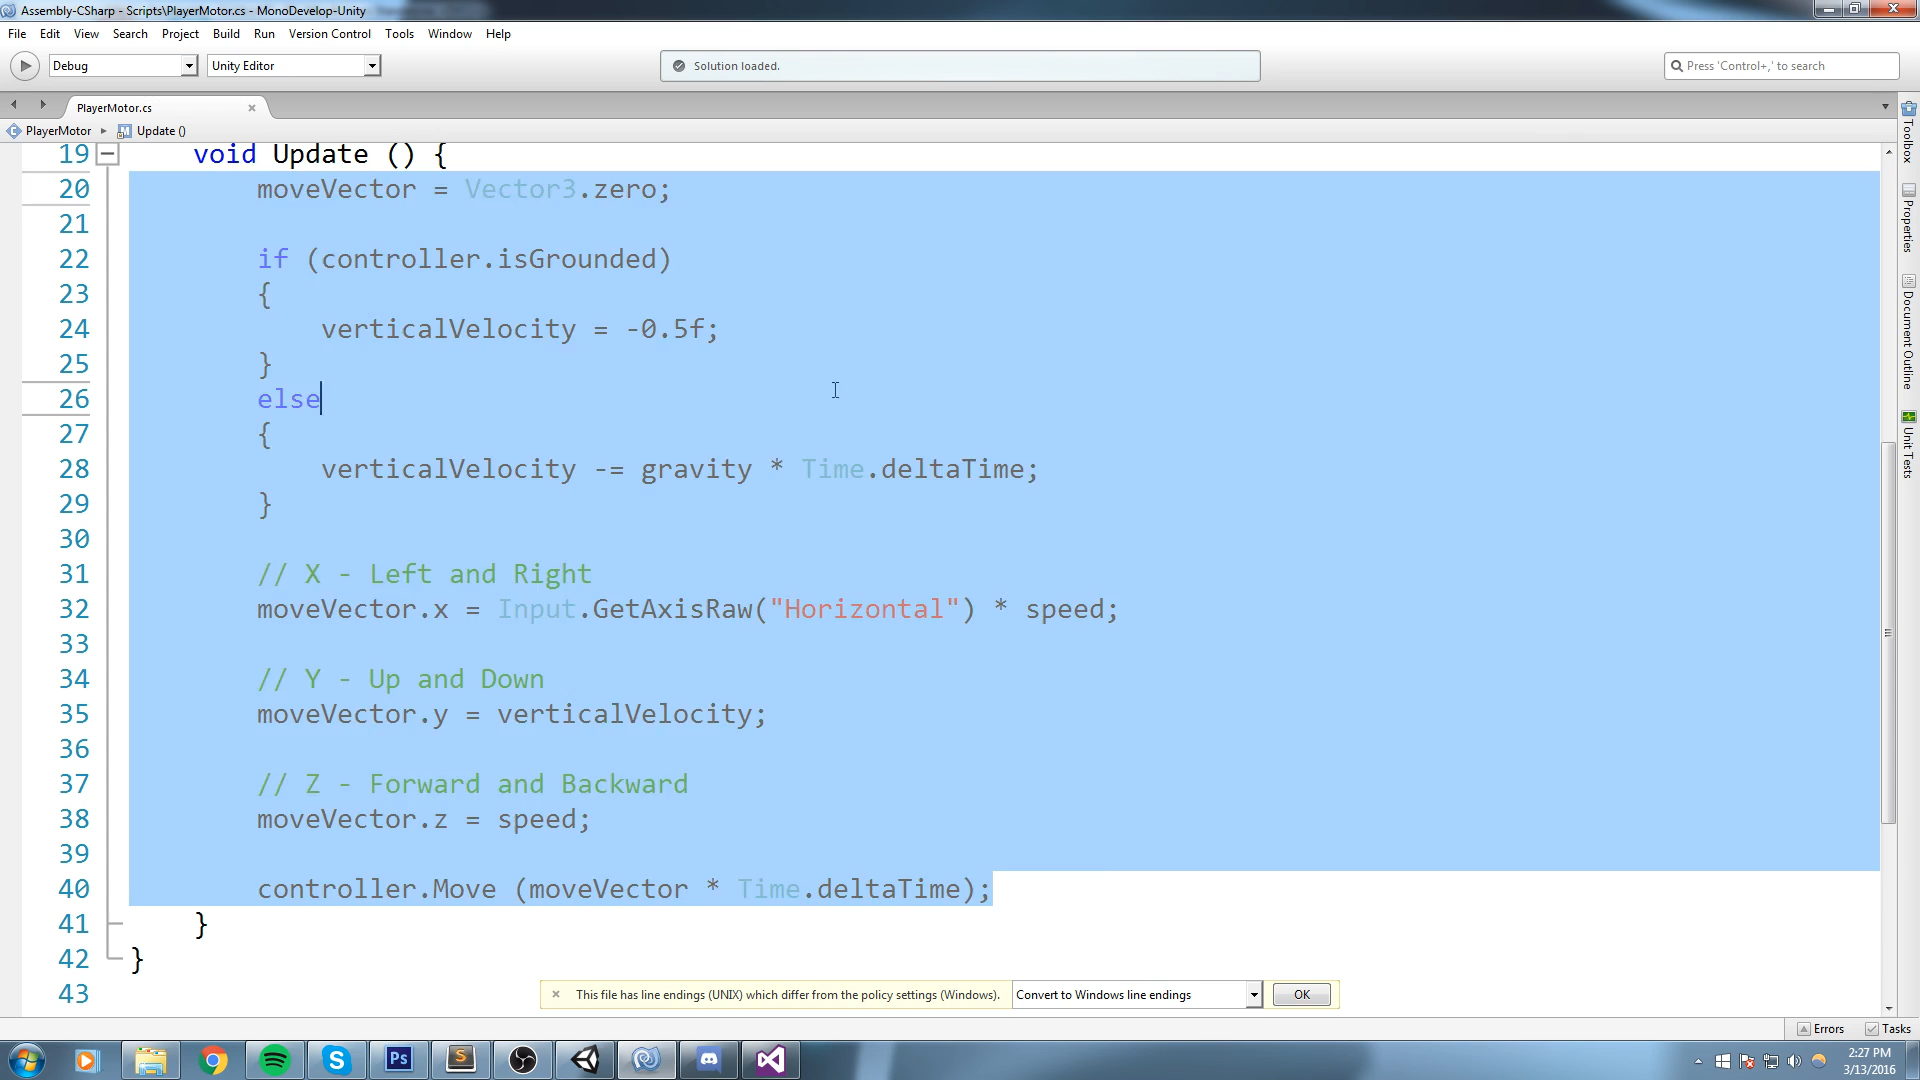 Assembly-CSharp - Scripts\PlayerMotor.cs - MonoDevelop-Unity
File Edit View Search Project Build Run Version Control Tools Window Help
Debug Unity Editor Solution loaded. Press 'Control+,' to search
PlayerMotor.cs
PlayerMotor Update ()
19 void Update () {
20 moveVector = Vector3.zero;
21
22 if (controller.isGrounded)
23 {
24 verticalVelocity = -0.5f;
25 }
26 else
27 {
28 verticalVelocity -= gravity * Time.deltaTime;
29 }
30
31 // X - Left and Right
32 moveVector.x = Input.GetAxisRaw("Horizontal") * speed;
33
34 // Y - Up and Down
35 moveVector.y = verticalVelocity;
36
37 // Z - Forward and Backward
38 moveVector.z = speed;
39
40 controller.Move (moveVector * Time.deltaTime);
41 }
42 }
43
Toolbox
Properties
Document Outline
Unit Tests
This file has line endings (UNIX) which differ from the policy settings (Windows). Convert to Windows line endings OK
Errors Tasks
Ps
S
2:27 PM
3/13/2016